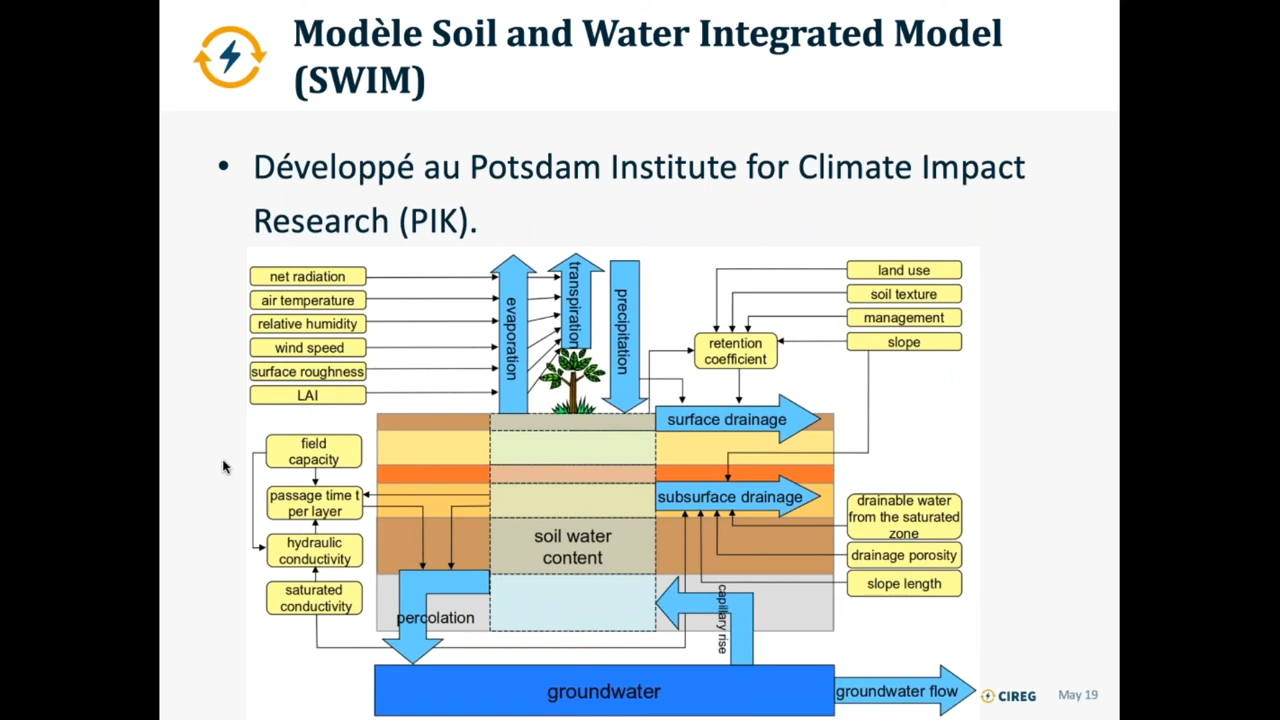 Modèle Soil and Water Integrated Model
(SWIM)
• Développé au Potsdam Institute for Climate Impact
Research (PIK).
net radiation
air temperature
relative humidity
wind speed
surface roughness
LAI
evaporation
transpiration
precipitation
land use
soil texture
management
slope
retention
coefficient
surface drainage
field
capacity
passage time t
per layer
hydraulic
conductivity
saturated
conductivity
subsurface drainage
soil water
content
drainable water
from the saturated
zone
drainage porosity
slope length
percolation
capillary rise
groundwater
groundwater flow
CIREG
May 19